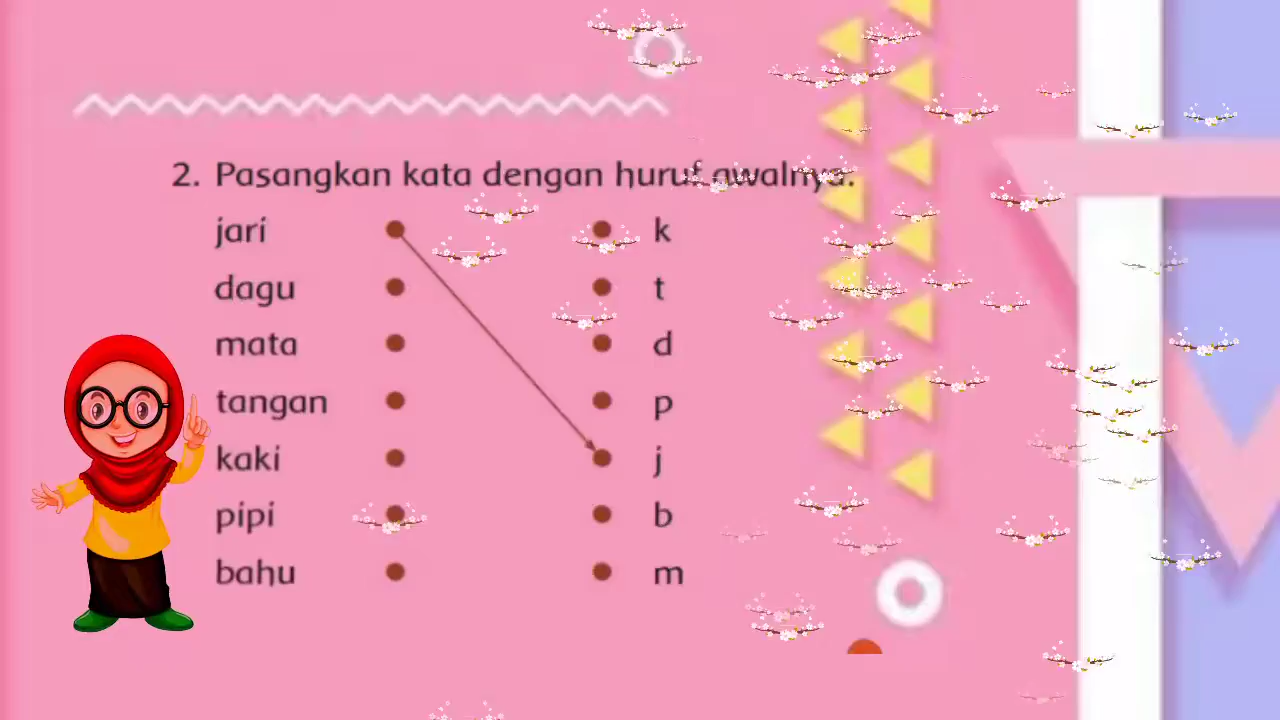 2. Pasangkan kata dengan huruf awalnya.
jari k
dagu t
mata d
tangan p
kaki j
pipi b
bahu m